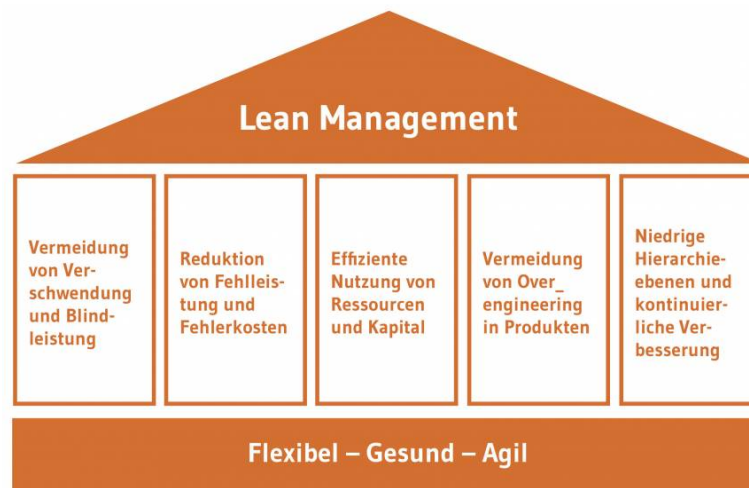 Lean Management
Vermeidung
von Ver-
schwendung
und Blind-
leistung
Reduktion
von Fehlleis-
tung und
Fehlerkosten
Effiziente
Nutzung von
Ressourcen
und Kapital
Vermeidung
von Over_
engineering
in Produkten
Niedrige
Hierarchie-
ebenen und
kontinuier-
liche Ver-
besserung
Flexibel – Gesund – Agil